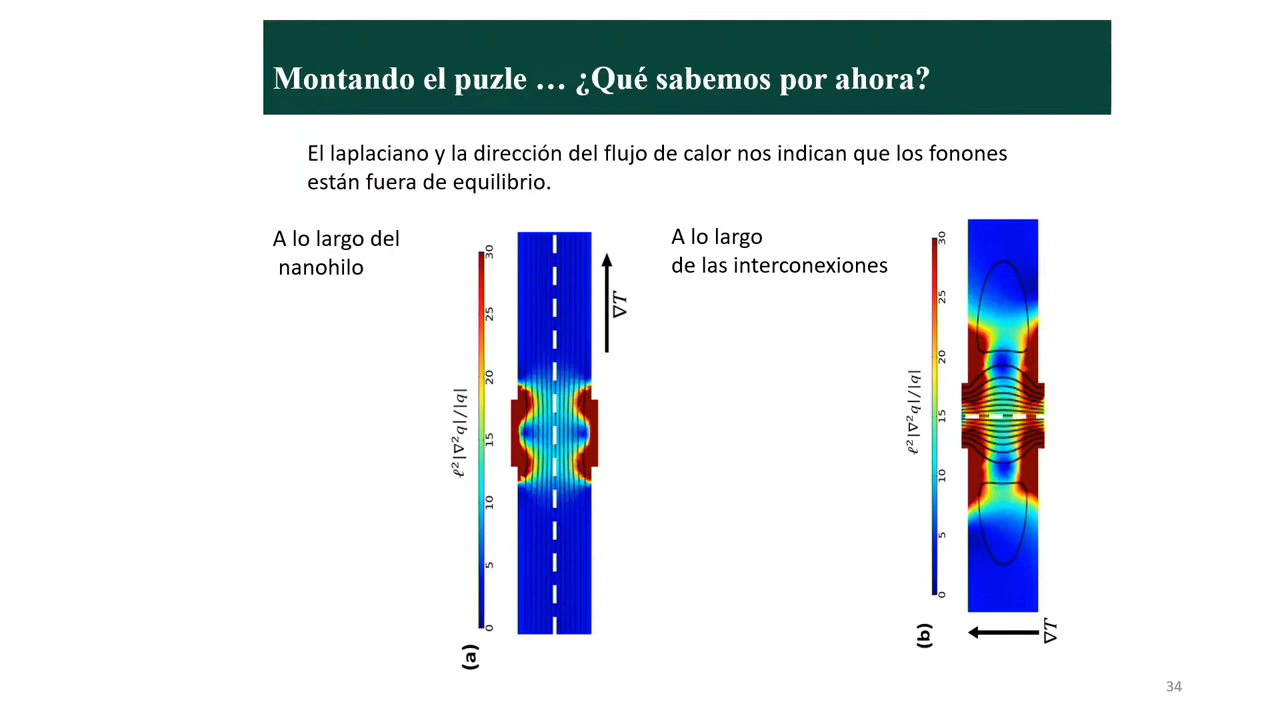 Montando el puzle … ¿Qué sabemos por ahora?
El laplaciano y la dirección del flujo de calor nos indican que los fonones
están fuera de equilibrio.
A lo largo del
nanohilo
ℓ²|∇²q|/|q|
0 5 10 15 20 25 30
∇T
(a)
A lo largo
de las interconexiones
ℓ²|∇²q|/|q|
0 5 10 15 20 25 30
∇T
(b)
34